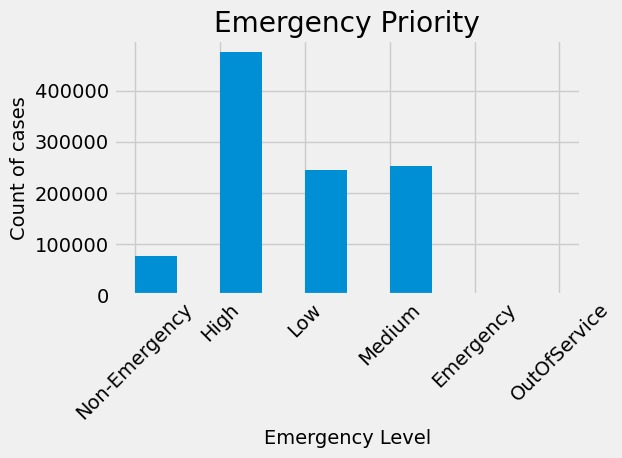 Emergency Priority
Count of cases
400000
300000
200000
100000
0
Non-Emergency
High
Low
Medium
Emergency
OutOfService
Emergency Level